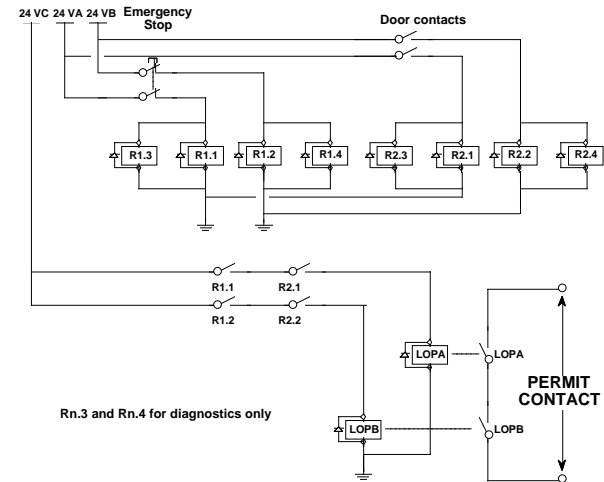 24 VC 24 VA 24 VB Emergency
Stop
Door contacts
R1.3 R1.1 R1.2 R1.4 R2.3 R2.1 R2.2 R2.4
R1.1 R2.1
R1.2 R2.2
LOPA LOPA
PERMIT
CONTACT
Rn.3 and Rn.4 for diagnostics only
LOPB LOPB